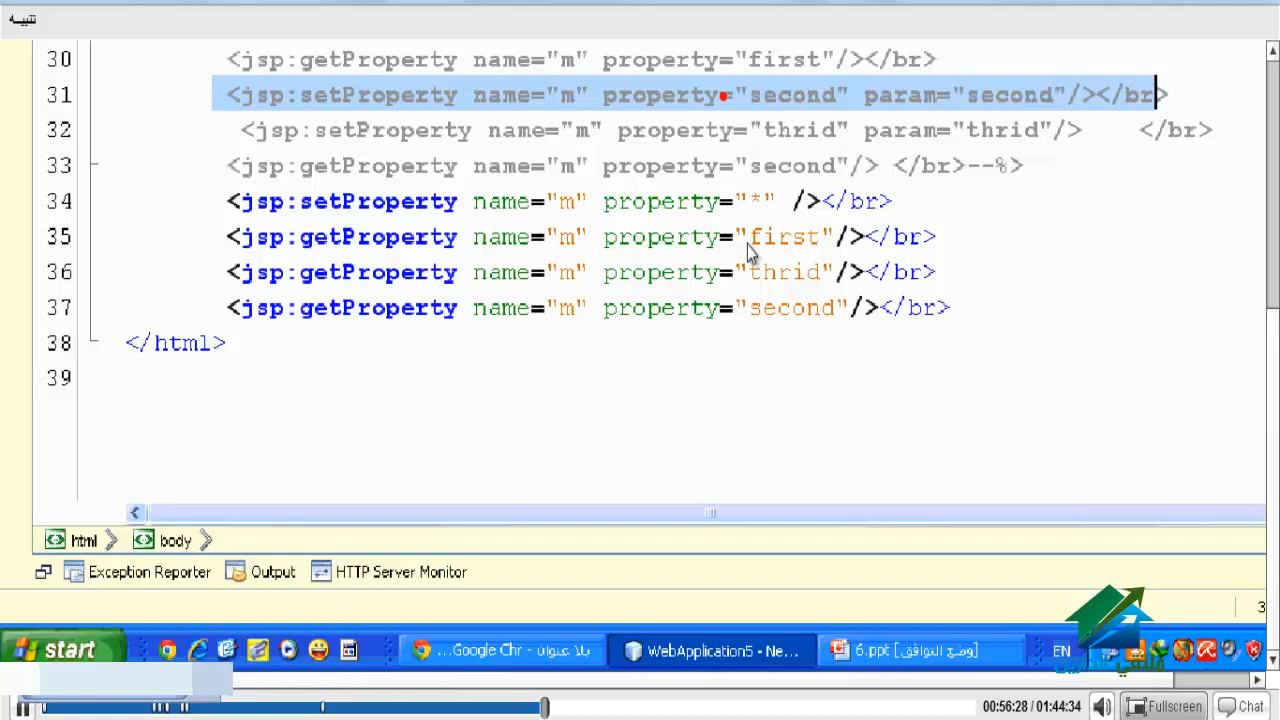 تنبيه
30 <jsp:getProperty name="m" property="first"/></br>
31 <jsp:setProperty name="m" property="second" param="second"/></br>
32 <jsp:setProperty name="m" property="thrid" param="thrid"/> </br>
33 <jsp:getProperty name="m" property="second"/> </br>--%>
34 <jsp:setProperty name="m" property="*" /></br>
35 <jsp:getProperty name="m" property="first"/></br>
36 <jsp:getProperty name="m" property="thrid"/></br>
37 <jsp:getProperty name="m" property="second"/></br>
38 </html>
39
html body
Exception Reporter Output HTTP Server Monitor
3
start بلا عنوان - Google Chr... WebApplication5 - Ne... 6.ppt [وضع التوافق] EN
00:56:28 / 01:44:34 Fullscreen Chat